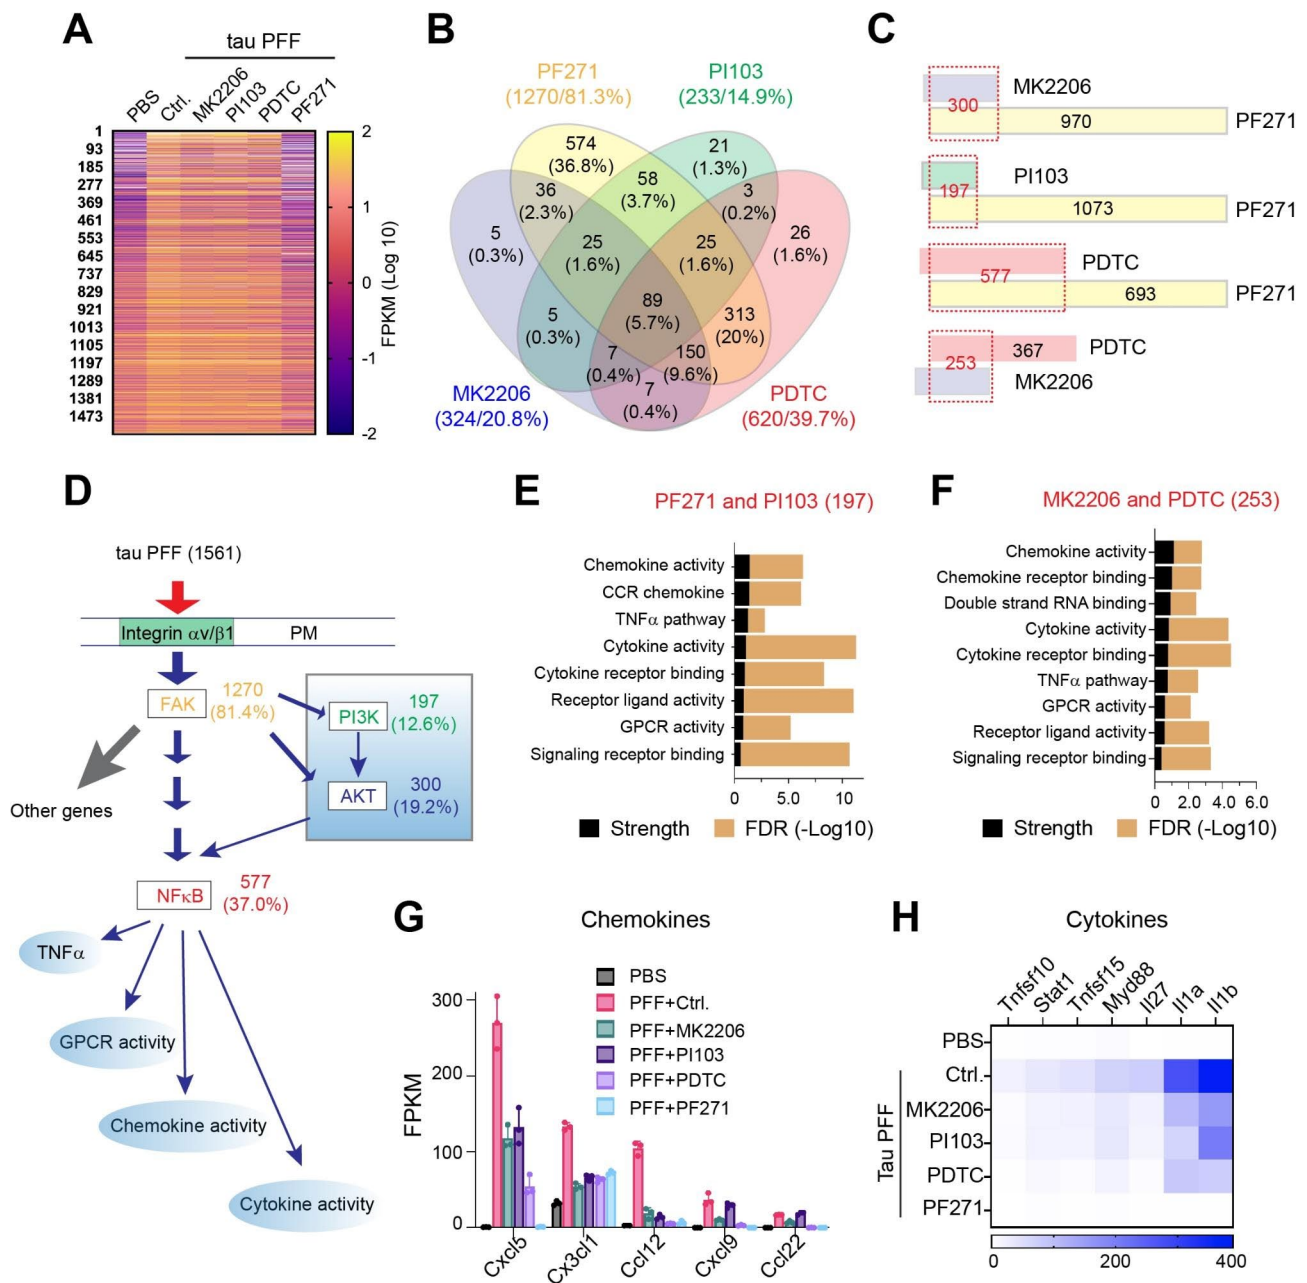 A
tau PFF
PBS
Ctrl.
MK2206
PI103
PDTC
PF271
1
93
185
277
369
461
553
645
737
829
921
1013
1105
1197
1289
1381
1473
2
1
0
-1
-2
FPKM (Log 10)
B
PF271
(1270/81.3%)
PI103
(233/14.9%)
574
(36.8%)
21
(1.3%)
36
(2.3%)
58
(3.7%)
3
(0.2%)
5
(0.3%)
25
(1.6%)
25
(1.6%)
26
(1.6%)
89
(5.7%)
5
(0.3%)
313
(20%)
7
(0.4%)
150
(9.6%)
7
(0.4%)
MK2206
(324/20.8%)
PDTC
(620/39.7%)
C
MK2206
300
970
PF271
PI103
197
1073
PF271
PDTC
577
693
PF271
253
367
PDTC
MK2206
D
tau PFF (1561)
Integrin αv/β1
PM
FAK
1270
(81.4%)
PI3K
197
(12.6%)
AKT
300
(19.2%)
Other genes
NFκB
577
(37.0%)
TNFα
GPCR activity
Chemokine activity
Cytokine activity
E
PF271 and PI103 (197)
Chemokine activity
CCR chemokine
TNFα pathway
Cytokine activity
Cytokine receptor binding
Receptor ligand activity
GPCR activity
Signaling receptor binding
0 5.0 10
Strength FDR (-Log10)
F
MK2206 and PDTC (253)
Chemokine activity
Chemokine receptor binding
Double strand RNA binding
Cytokine activity
Cytokine receptor binding
TNFα pathway
GPCR activity
Receptor ligand activity
Signaling receptor binding
0 2.0 4.0 6.0
Strength FDR (-Log10)
G
Chemokines
PBS
PFF+Ctrl.
PFF+MK2206
PFF+PI103
PFF+PDTC
PFF+PF271
FPKM
300
200
100
0
Cxcl5
Cx3cl1
Ccl12
Cxcl9
Ccl22
H
Cytokines
Tnfsf10
Stat1
Tnfsf15
Myd88
Il27
Il1a
Il1b
PBS
Ctrl.
MK2206
PI103
PDTC
PF271
Tau PFF
0 200 400